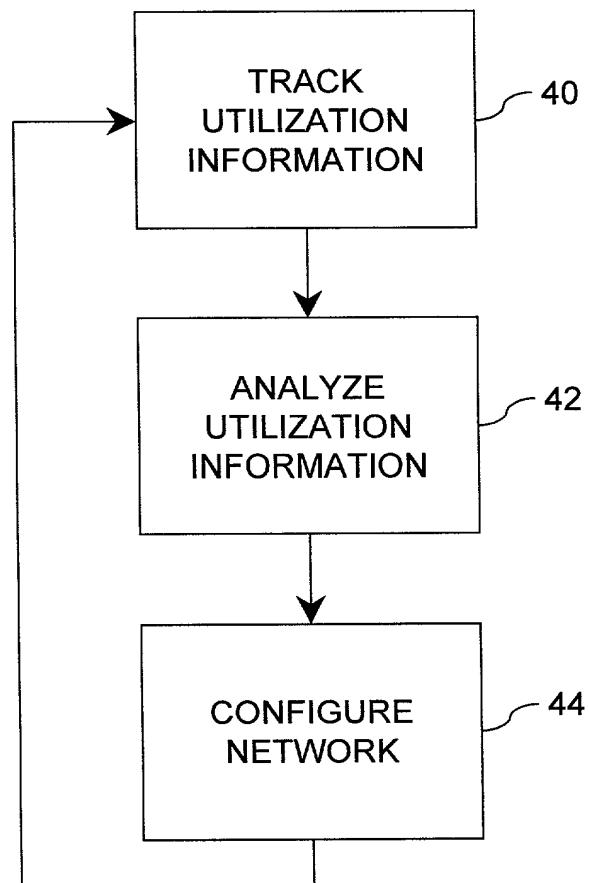 TRACK
UTILIZATION
INFORMATION
40
ANALYZE
UTILIZATION
INFORMATION
42
CONFIGURE
NETWORK
44